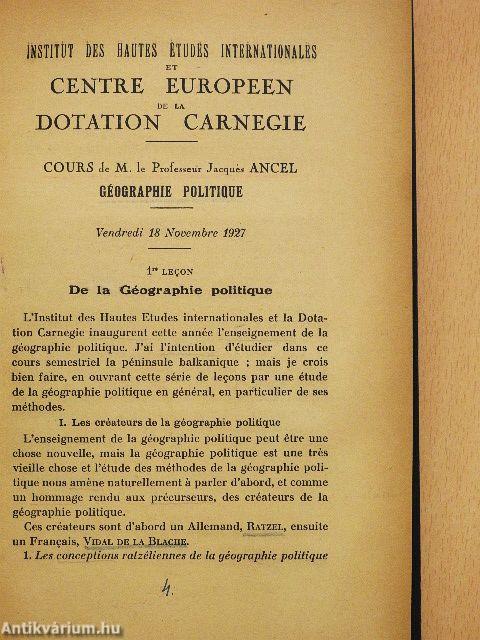 INSTITUT DES HAUTES ÉTUDES INTERNATIONALES
ET
CENTRE EUROPEEN
DE LA
DOTATION CARNEGIE
COURS de M. le Professeur Jacques ANCEL
GÉOGRAPHIE POLITIQUE
Vendredi 18 Novembre 1927
1re LEÇON
De la Géographie politique
L'Institut des Hautes Etudes internationales et la Dota-
tion Carnegie inaugurent cette année l'enseignement de la
géographie politique. J'ai l'intention d'étudier dans ce
cours semestriel la péninsule balkanique ; mais je crois
bien faire, en ouvrant cette série de leçons par une étude
de la géographie politique en général, en particulier de ses
méthodes.
I. Les créateurs de la géographie politique
L'enseignement de la géographie politique peut être une
chose nouvelle, mais la géographie politique est une très
vieille chose et l'étude des méthodes de la géographie poli-
tique nous amène naturellement à parler d'abord, et comme
un hommage rendu aux précurseurs, des créateurs de la
géographie politique.
Ces créateurs sont d'abord un Allemand, RATZEL, ensuite
un Français, VIDAL DE LA BLACHE.
1. Les conceptions ratzéliennes de la géographie politique
4.
Antikvárium.hu